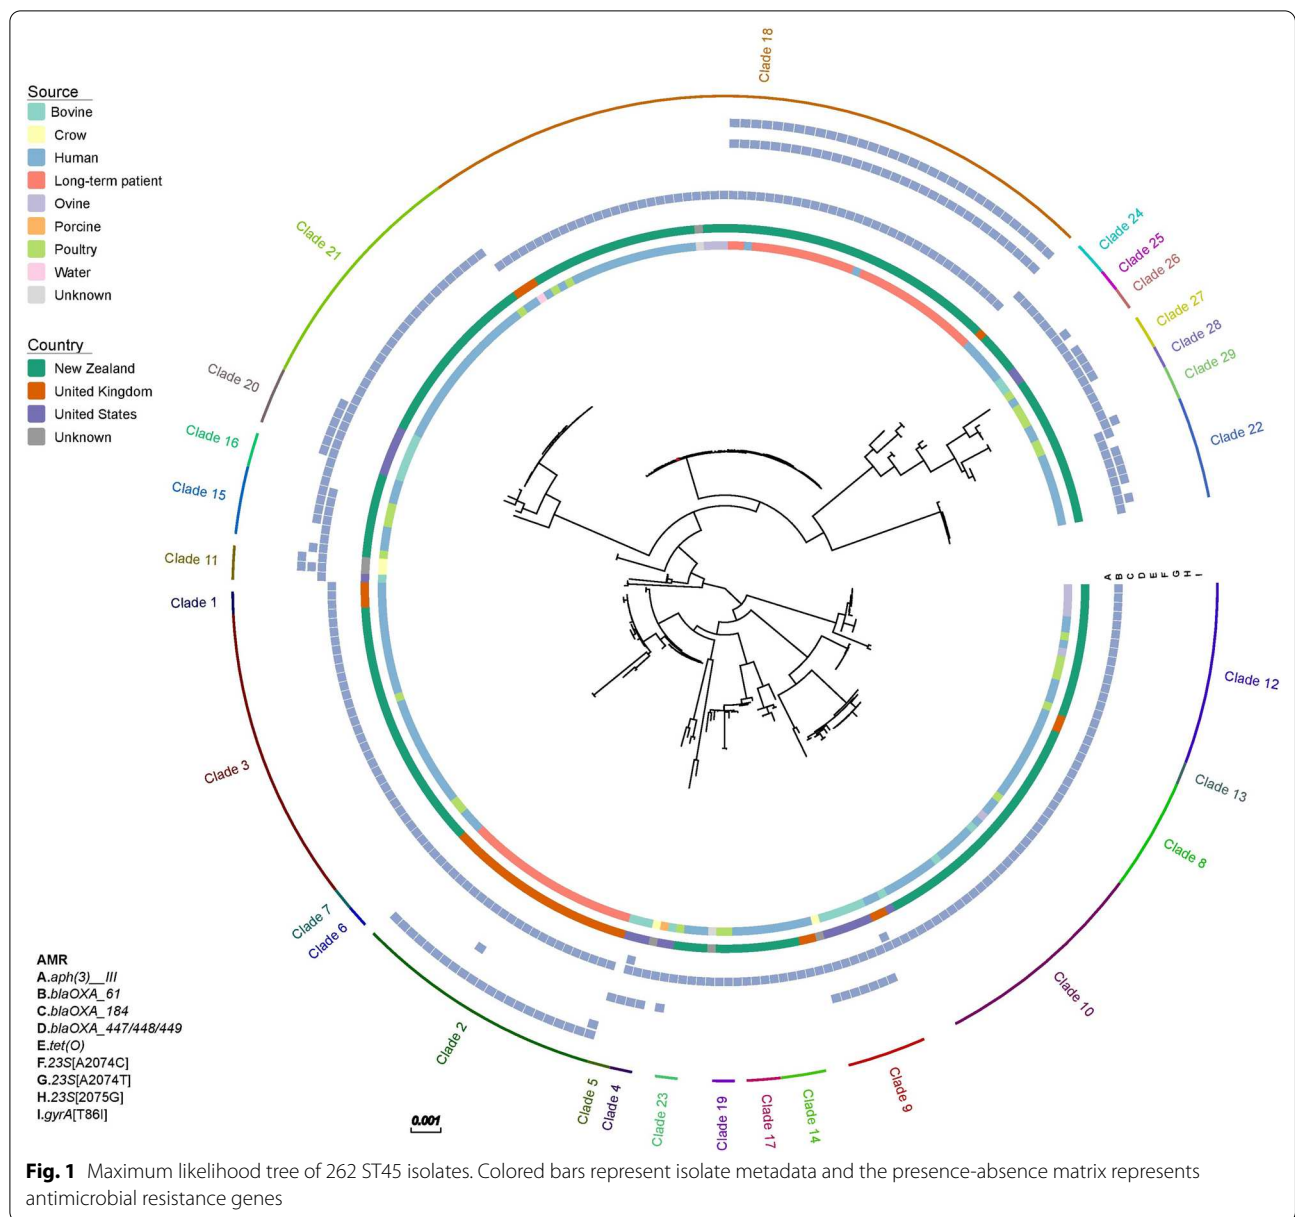 Source
Bovine
Crow
Human
Long-term patient
Ovine
Porcine
Poultry
Water
Unknown
Country
New Zealand
United Kingdom
United States
Unknown
Clade 18
Clade 24
Clade 25
Clade 26
Clade 27
Clade 28
Clade 29
Clade 22
Clade 21
Clade 20
Clade 16
Clade 15
Clade 11
Clade 1
Clade 3
Clade 7
Clade 6
Clade 2
Clade 5
Clade 4
Clade 23
Clade 19
Clade 17
Clade 14
Clade 9
Clade 10
Clade 8
Clade 13
Clade 12
A B C D E F G H I
AMR
A.aph(3)__III
B.blaOXA_61
C.blaOXA_184
D.blaOXA_447/448/449
E.tet(O)
F.23S[A2074C]
G.23S[A2074T]
H.23S[2075G]
I.gyrA[T86I]
0.001
Fig. 1 Maximum likelihood tree of 262 ST45 isolates. Colored bars represent isolate metadata and the presence-absence matrix represents
antimicrobial resistance genes